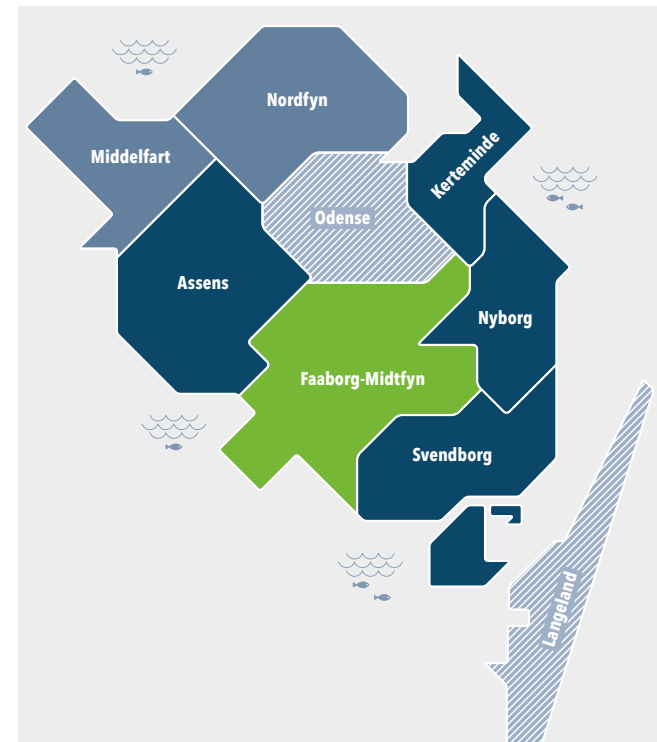 Nordfyn
Middelfart
Kerteminde
Odense
Assens
Nyborg
Faaborg-Midtfyn
Svendborg
Langeland